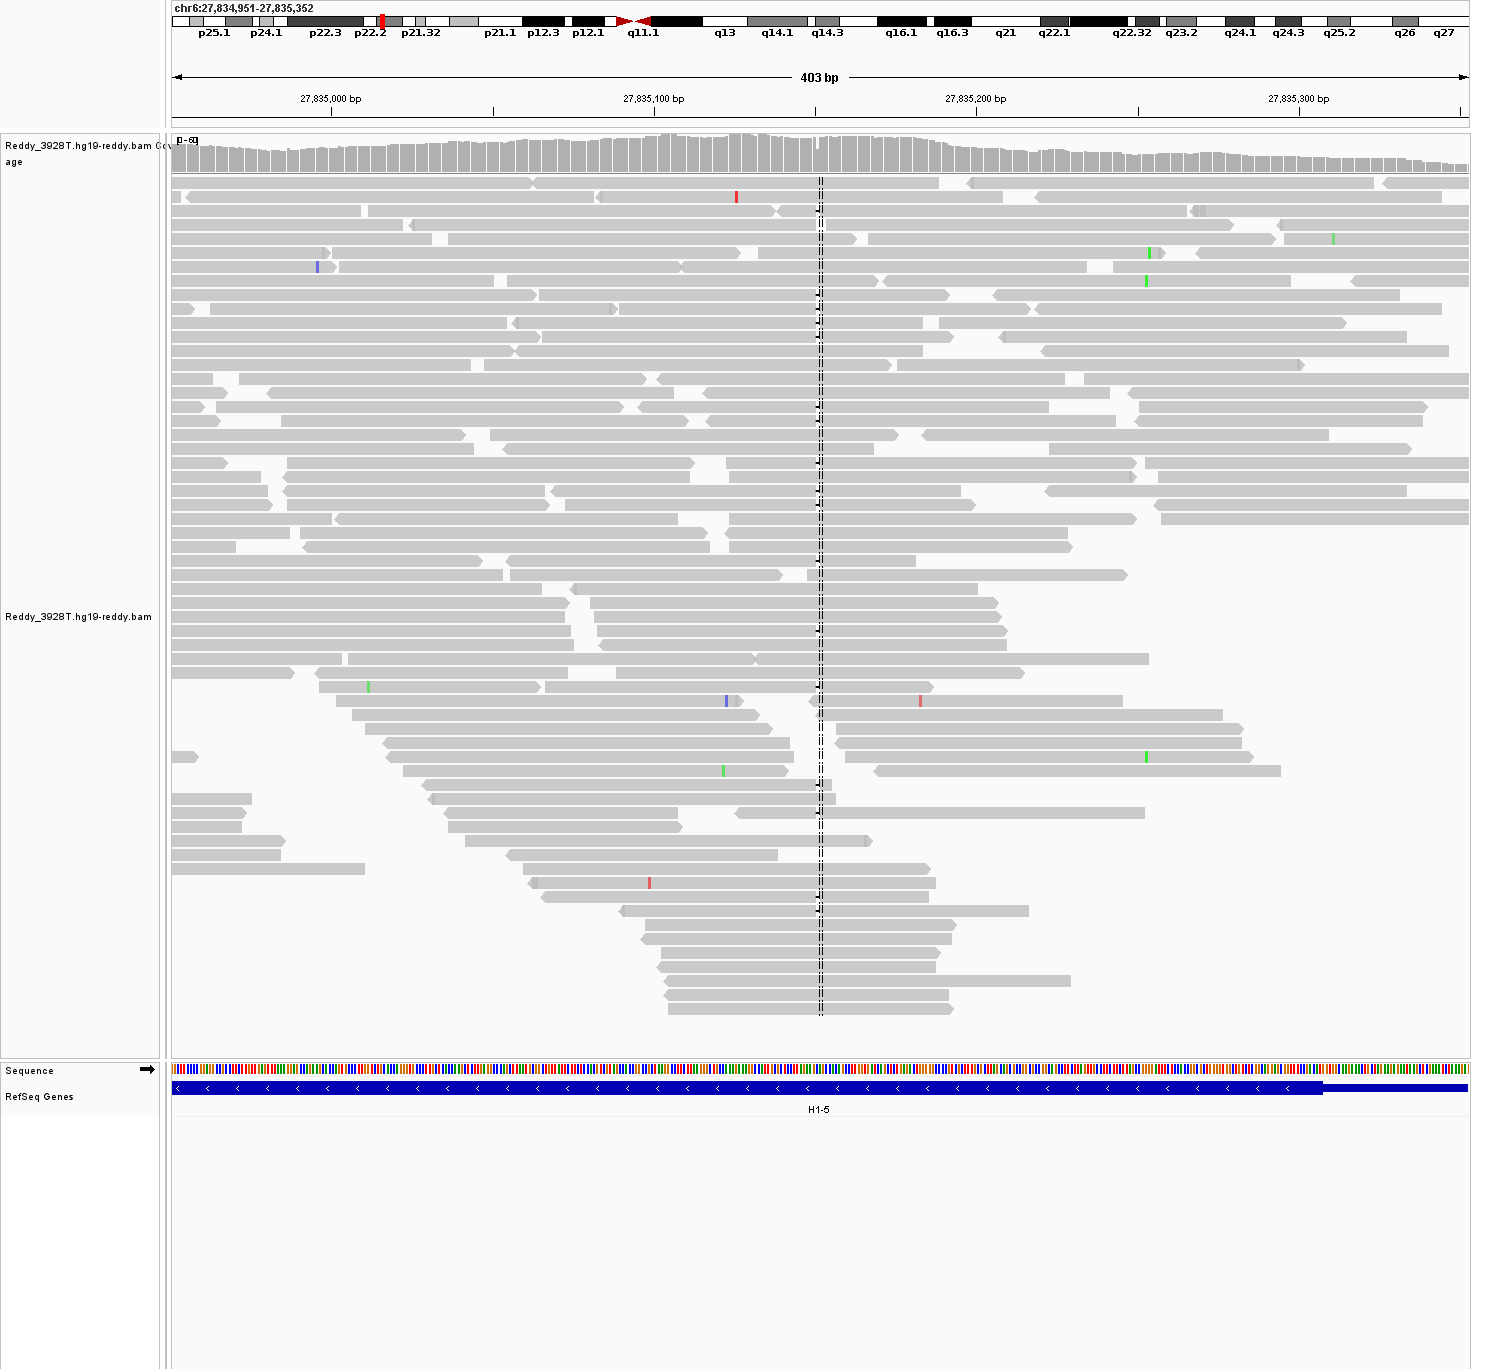 chr6:27,834,951-27,835,352
p25.1 p24.1 p22.3 p22.2 p21.32 p21.1 p12.3 p12.1 q11.1 q13 q14.1 q14.3 q16.1 q16.3 q21 q22.1 q22.32 q23.2 q24.1 q24.3 q25.2 q26 q27
403 bp
27,835,000 bp 27,835,100 bp 27,835,200 bp 27,835,300 bp
Reddy_3928T.hg19-reddy.bam
age
Reddy_3928T.hg19-reddy.bam
Sequence
RefSeq Genes
H1-5